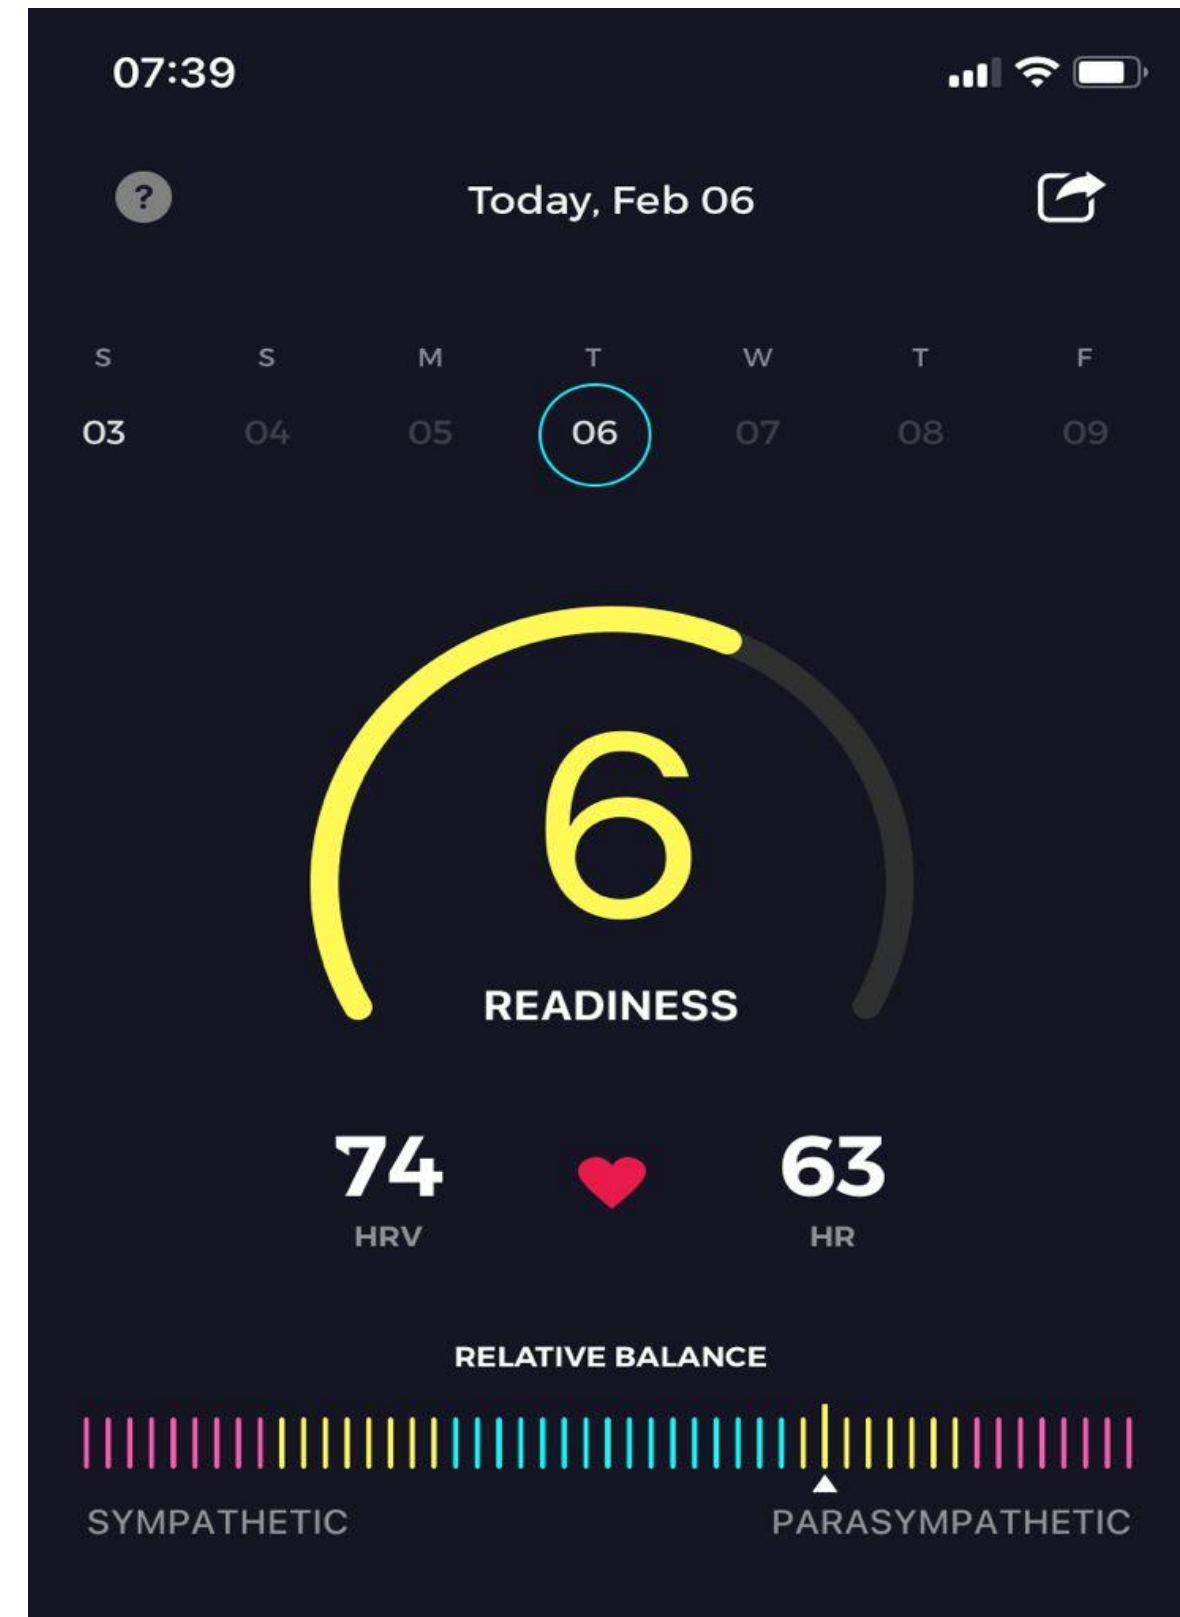 07:39
?
Today, Feb 06
S S M T W T F
03 04 05 06 07 08 09
6
READINESS
74 63
HRV HR
RELATIVE BALANCE
SYMPATHETIC PARASYMPATHETIC